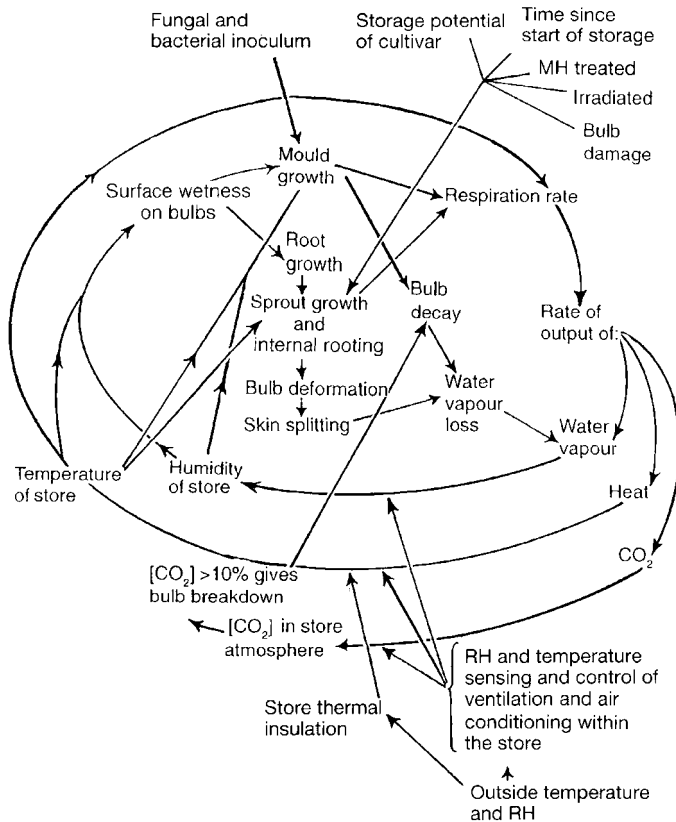 Fungal and
bacterial inoculum
Storage potential
of cultivar
Time since
start of storage
MH treated
Irradiated
Bulb
damage
Mould
growth
Surface wetness
on bulbs
Respiration rate
Root
growth
Sprout growth
and
internal rooting
Bulb
decay
Rate of
output of:
Bulb deformation
Skin splitting
Water
vapour
loss
Water
vapour
Temperature
of store
Humidity
of store
Heat
CO₂
[CO₂] >10% gives
bulb breakdown
[CO₂] in store
atmosphere
RH and temperature
sensing and control of
ventilation and air
conditioning within
the store
Store thermal
insulation
Outside temperature
and RH